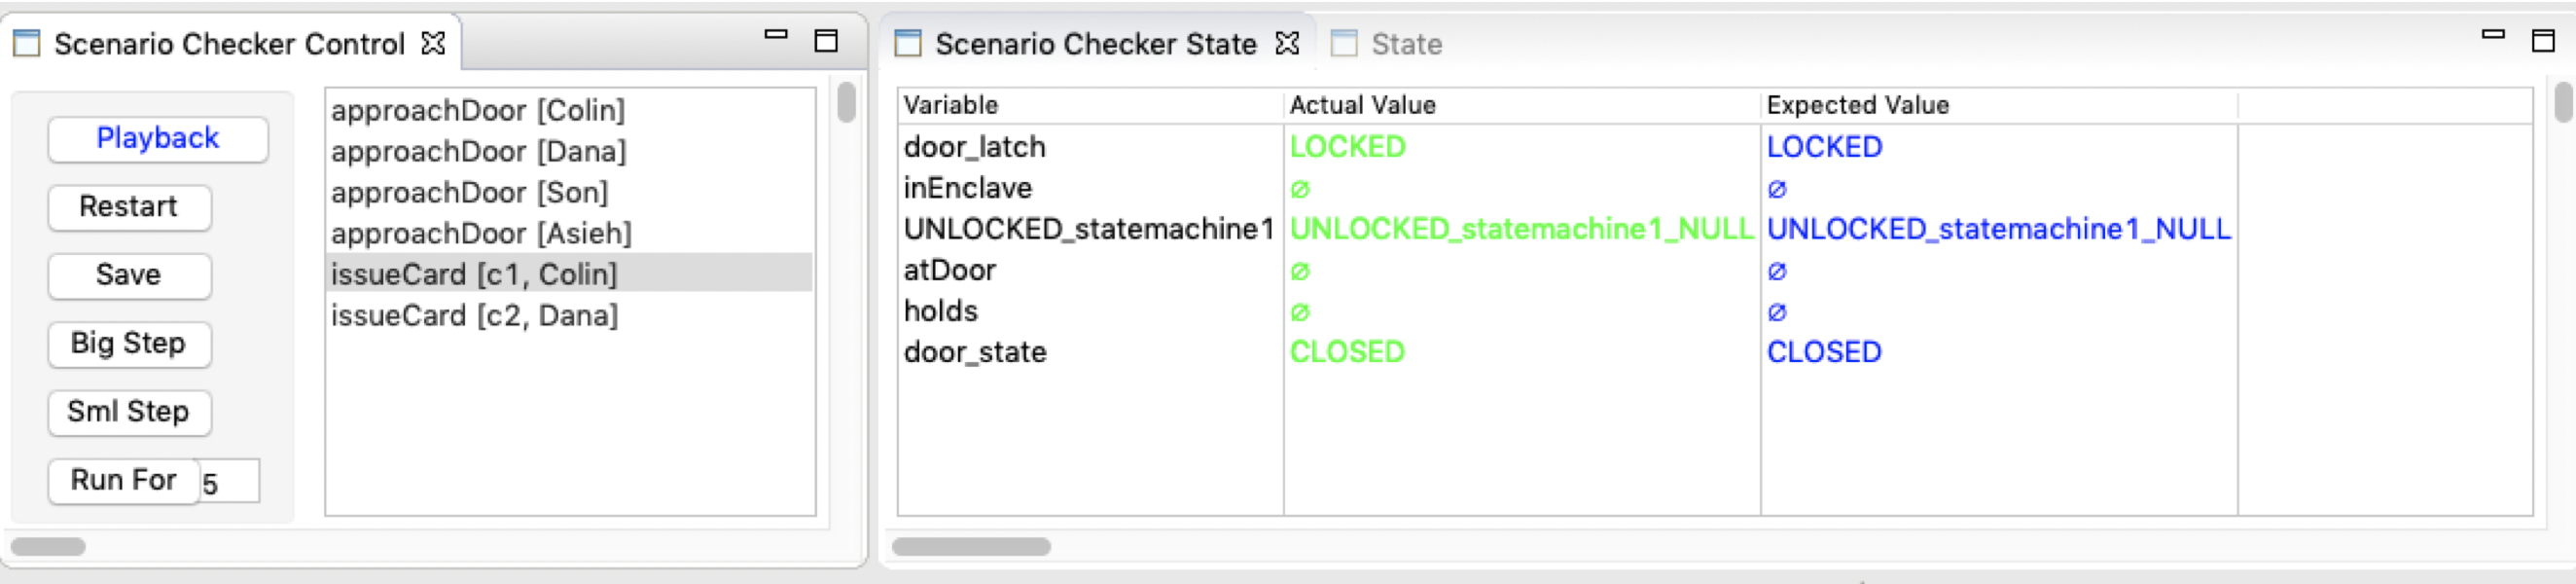 Scenario Checker Control
Playback
Restart
Save
Big Step
Sml Step
Run For 5
approachDoor [Colin]
approachDoor [Dana]
approachDoor [Son]
approachDoor [Asieh]
issueCard [c1, Colin]
issueCard [c2, Dana]
Scenario Checker State State
Variable Actual Value Expected Value
door_latch LOCKED LOCKED
inEnclave ∅ ∅
UNLOCKED_statemachine1 UNLOCKED_statemachine1_NULL UNLOCKED_statemachine1_NULL
atDoor ∅ ∅
holds ∅ ∅
door_state CLOSED CLOSED